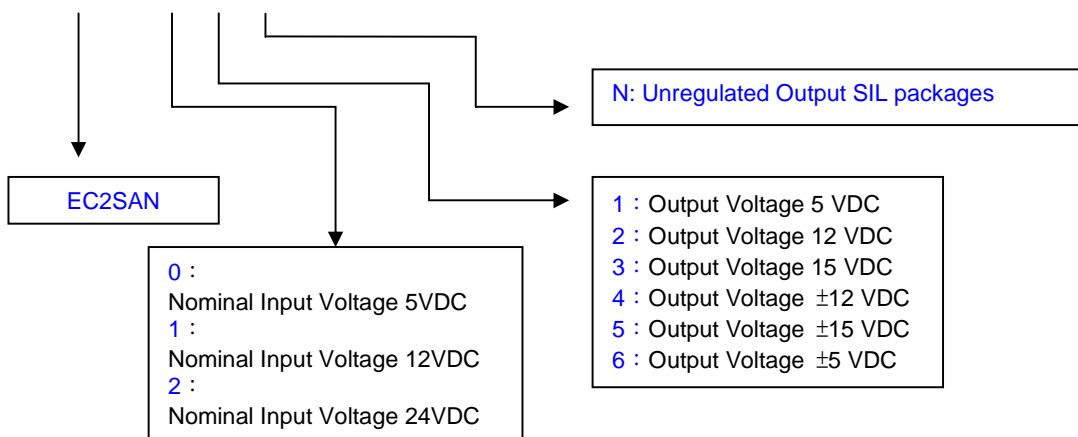 N: Unregulated Output SIL packages
EC2SAN
1：Output Voltage 5 VDC
2：Output Voltage 12 VDC
3：Output Voltage 15 VDC
4：Output Voltage ±12 VDC
5：Output Voltage ±15 VDC
6：Output Voltage ±5 VDC
0：
Nominal Input Voltage 5VDC
1：
Nominal Input Voltage 12VDC
2：
Nominal Input Voltage 24VDC